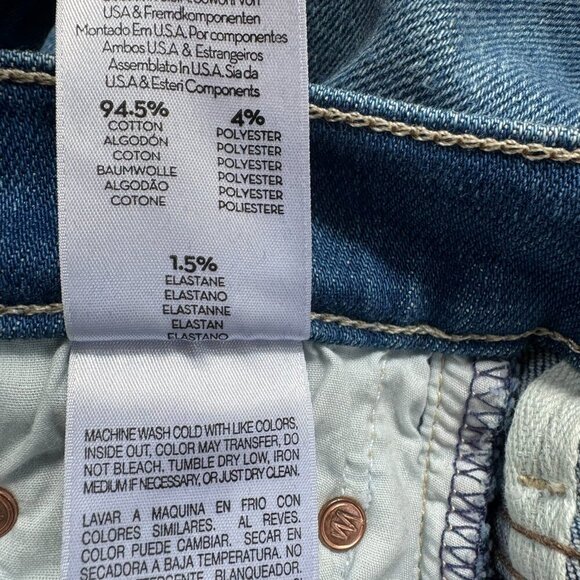 USA & Fremdkomponenten
Montado Em U.S.A. Por componentes
Ambos U.S.A & Estrangeiros
Assemblato In U.S.A. Sia da
U.S.A & Esteri Components
94.5%
COTTON
ALGODÓN
COTON
BAUMWOLLE
ALGODÃO
COTONE
4%
POLYESTER
POLYESTER
POLYESTER
POLYESTER
POLYESTER
POLIESTERE
1.5%
ELASTANE
ELASTANO
ELASTANNE
ELASTAN
ELASTANO
MACHINE WASH COLD WITH LIKE COLORS,
INSIDE OUT, COLOR MAY TRANSFER, DO
NOT BLEACH. TUMBLE DRY LOW, IRON
MEDIUM IF NECESSARY, OR JUST DRY CLEAN.
LAVAR A MAQUINA EN FRIO CON
COLORES SIMILARES. AL REVES.
COLOR PUEDE CAMBIAR. SECAR EN
SECADORA A BAJA TEMPERATURA. NO
DETERGENTE BLANQUEADOR.